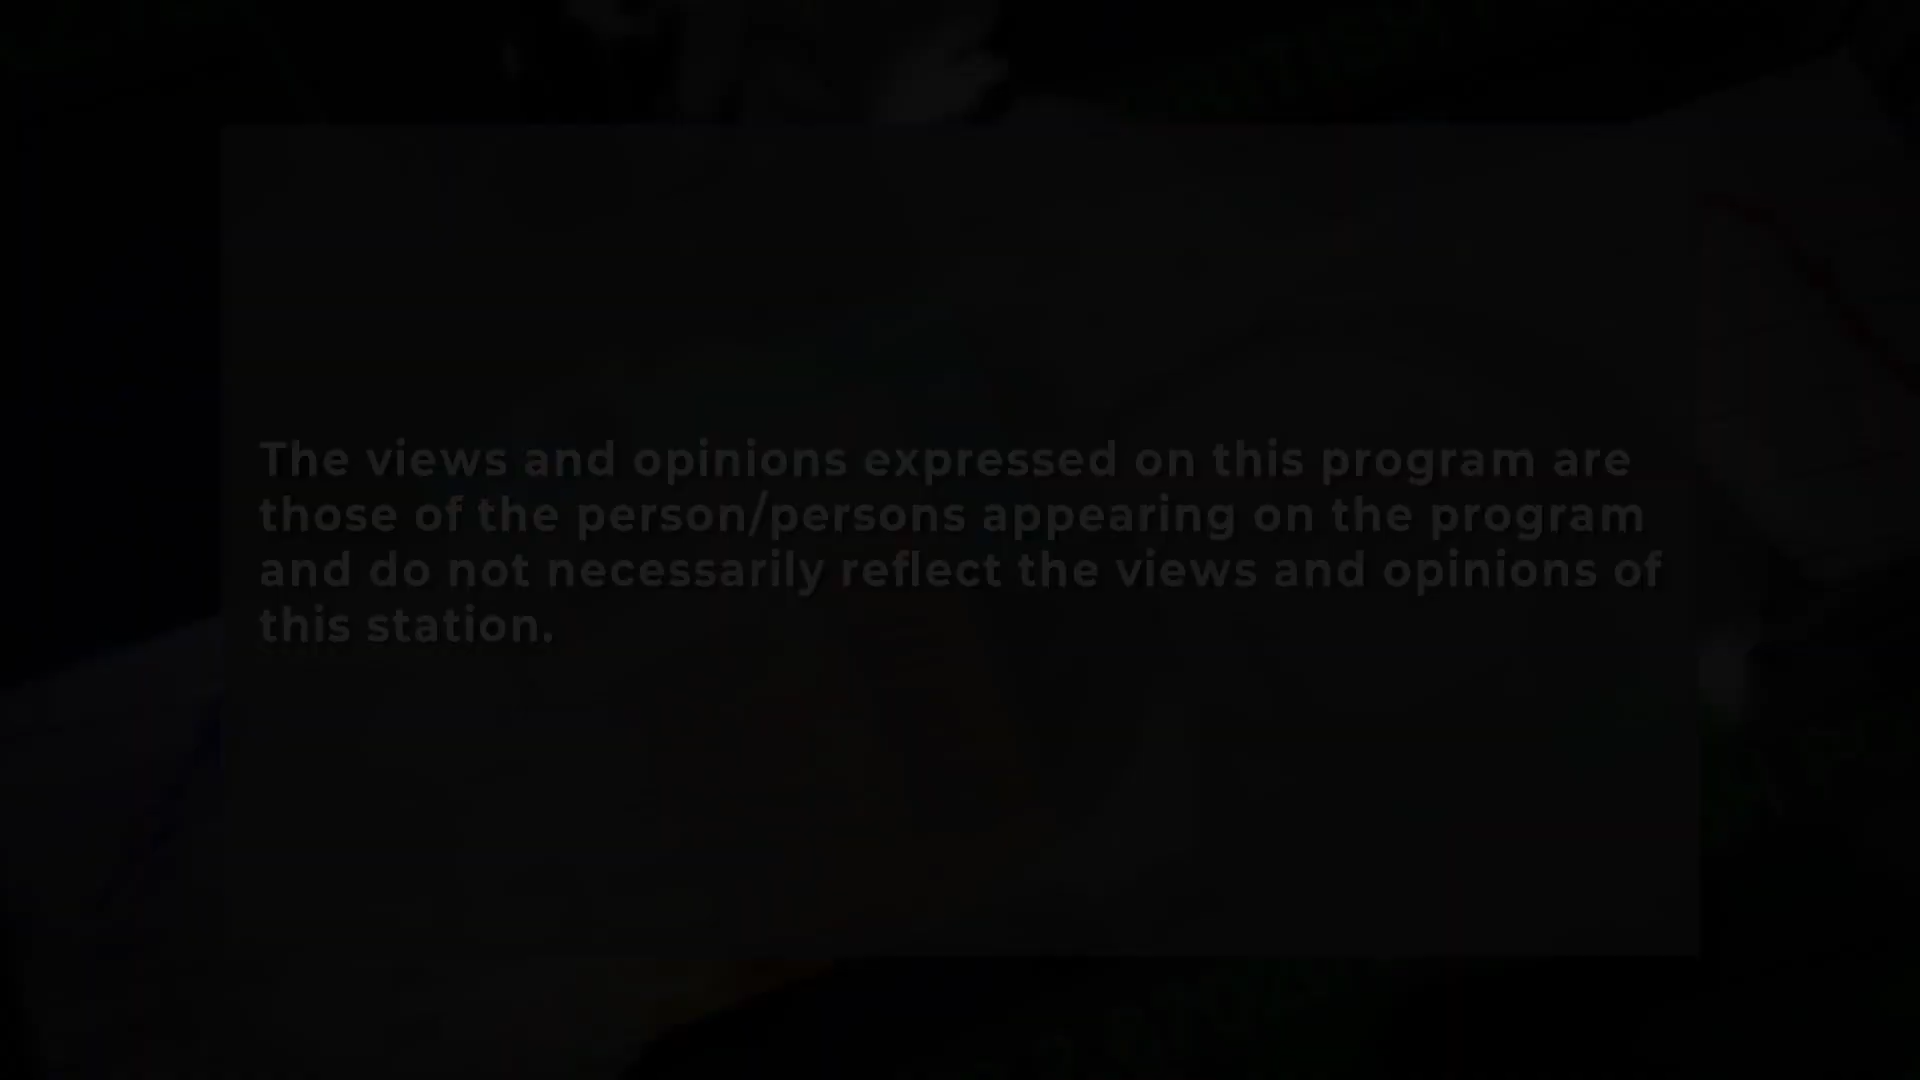 The views and opinions expressed on this program are
those of the person/persons appearing on the program
and do not necessarily reflect the views and opinions of
this station.